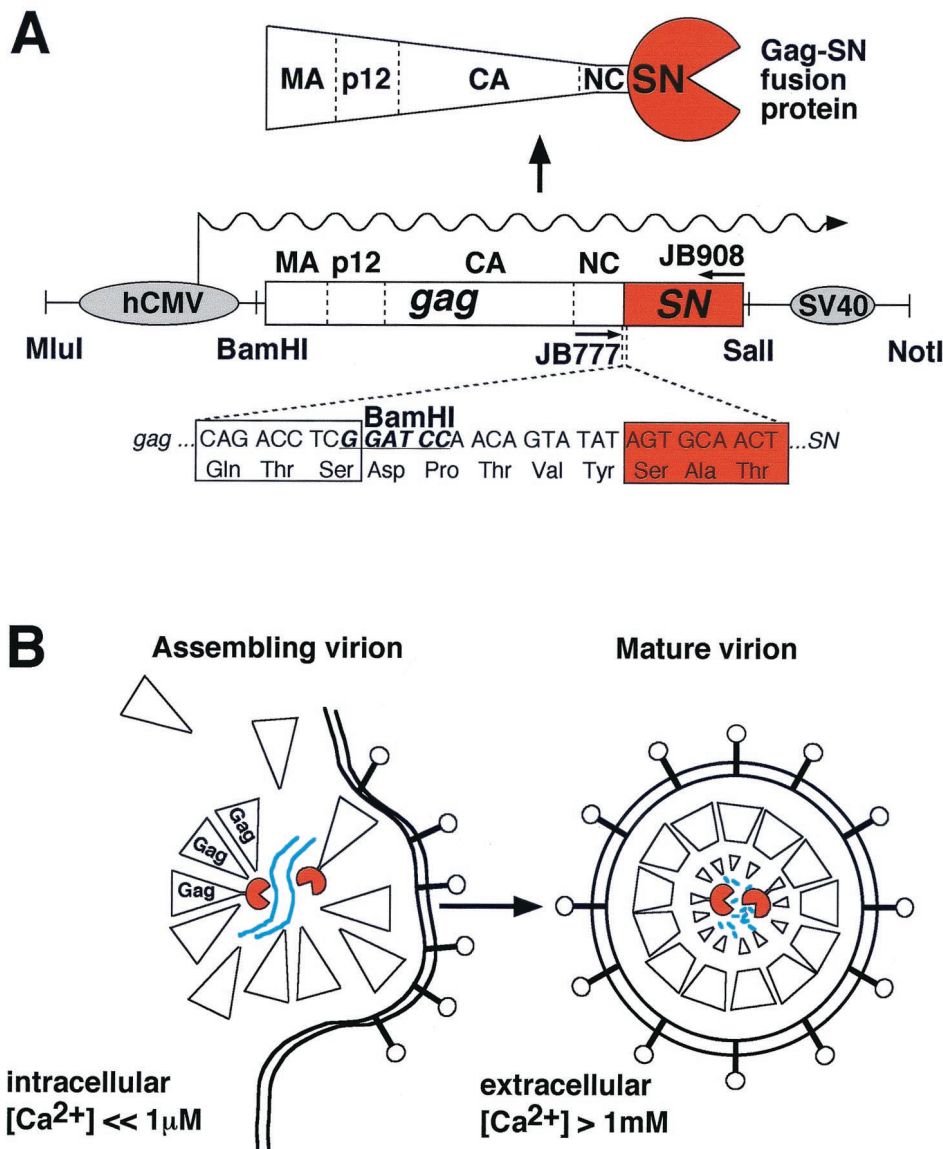 A
MA p12 CA NC SN
Gag-SN
fusion
protein
JB908
MA p12 CA NC
hCMV gag SN SV40
MluI BamHI JB777 SalI NotI
BamHI
gag ... CAG ACC TCG GAT CCA ACA GTA TAT AGT GCA ACT ...SN
Gln Thr Ser Asp Pro Thr Val Tyr Ser Ala Thr
B
Assembling virion
Mature virion
Gag
Gag
Gag
intracellular
[Ca2+] << 1μM
extracellular
[Ca2+] > 1mM